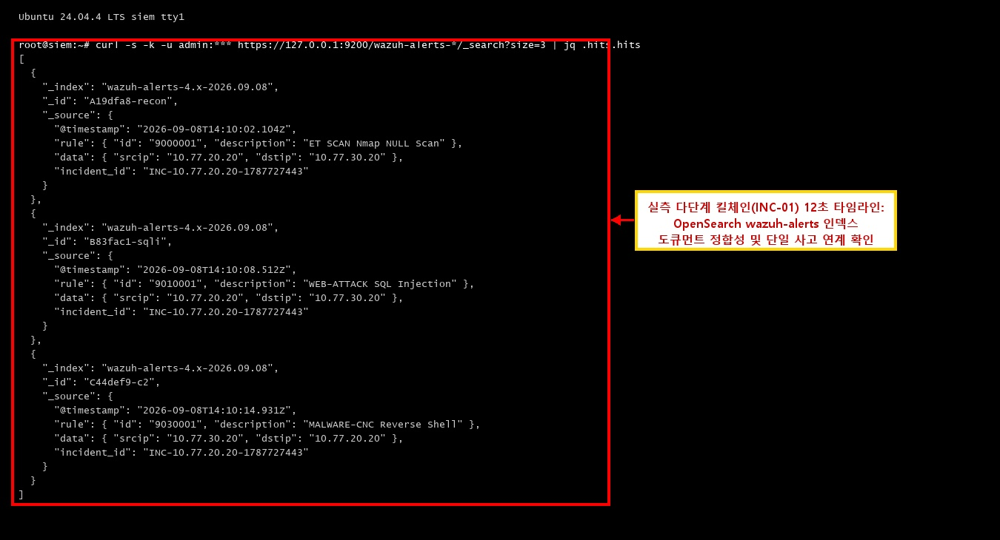 Ubuntu 24.04.4 LTS siem tty1
root@siem:~# curl -s -k -u admin:*** https://127.0.0.1:9200/wazuh-alerts-*/_search?size=3 | jq .hits.hits
[
  {
    "_index": "wazuh-alerts-4.x-2026.09.08",
    "_id": "A19dfa8-recon",
    "_source": {
      "@timestamp": "2026-09-08T14:10:02.104Z",
      "rule": { "id": "9000001", "description": "ET SCAN Nmap NULL Scan" },
      "data": { "srcip": "10.77.20.20", "dstip": "10.77.30.20" },
      "incident_id": "INC-10.77.20.20-1787727443"
    }
  },
  {
    "_index": "wazuh-alerts-4.x-2026.09.08",
    "_id": "B83fac1-sqli",
    "_source": {
      "@timestamp": "2026-09-08T14:10:08.512Z",
      "rule": { "id": "9010001", "description": "WEB-ATTACK SQL Injection" },
      "data": { "srcip": "10.77.20.20", "dstip": "10.77.30.20" },
      "incident_id": "INC-10.77.20.20-1787727443"
    }
  },
  {
    "_index": "wazuh-alerts-4.x-2026.09.08",
    "_id": "C44def9-c2",
    "_source": {
      "@timestamp": "2026-09-08T14:10:14.931Z",
      "rule": { "id": "9030001", "description": "MALWARE-CNC Reverse Shell" },
      "data": { "srcip": "10.77.30.20", "dstip": "10.77.20.20" },
      "incident_id": "INC-10.77.20.20-1787727443"
    }
  }
]
실측 다단계 킬체인(INC-01) 12초 타임라인:
OpenSearch wazuh-alerts 인덱스
도큐먼트 정합성 및 단일 사고 연계 확인